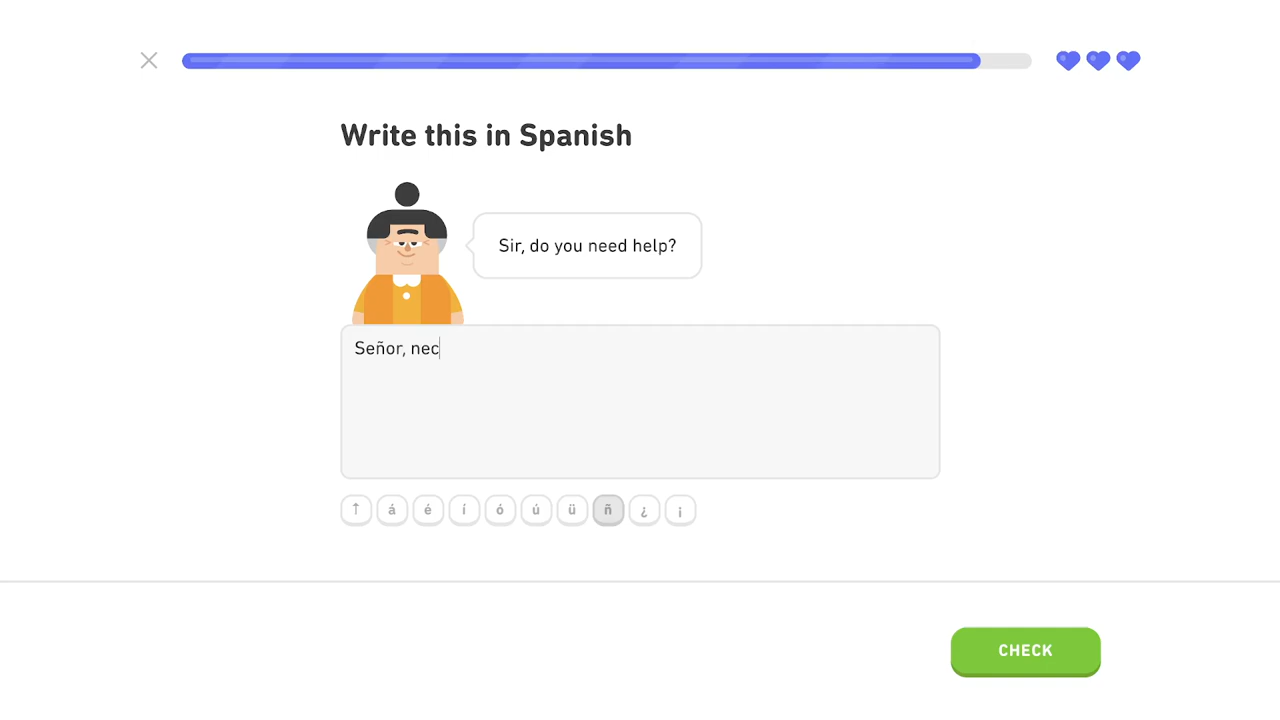 Write this in Spanish
Sir, do you need help?
Señor, nec
↑ á é í ó ú ü ñ ¿ ¡
CHECK